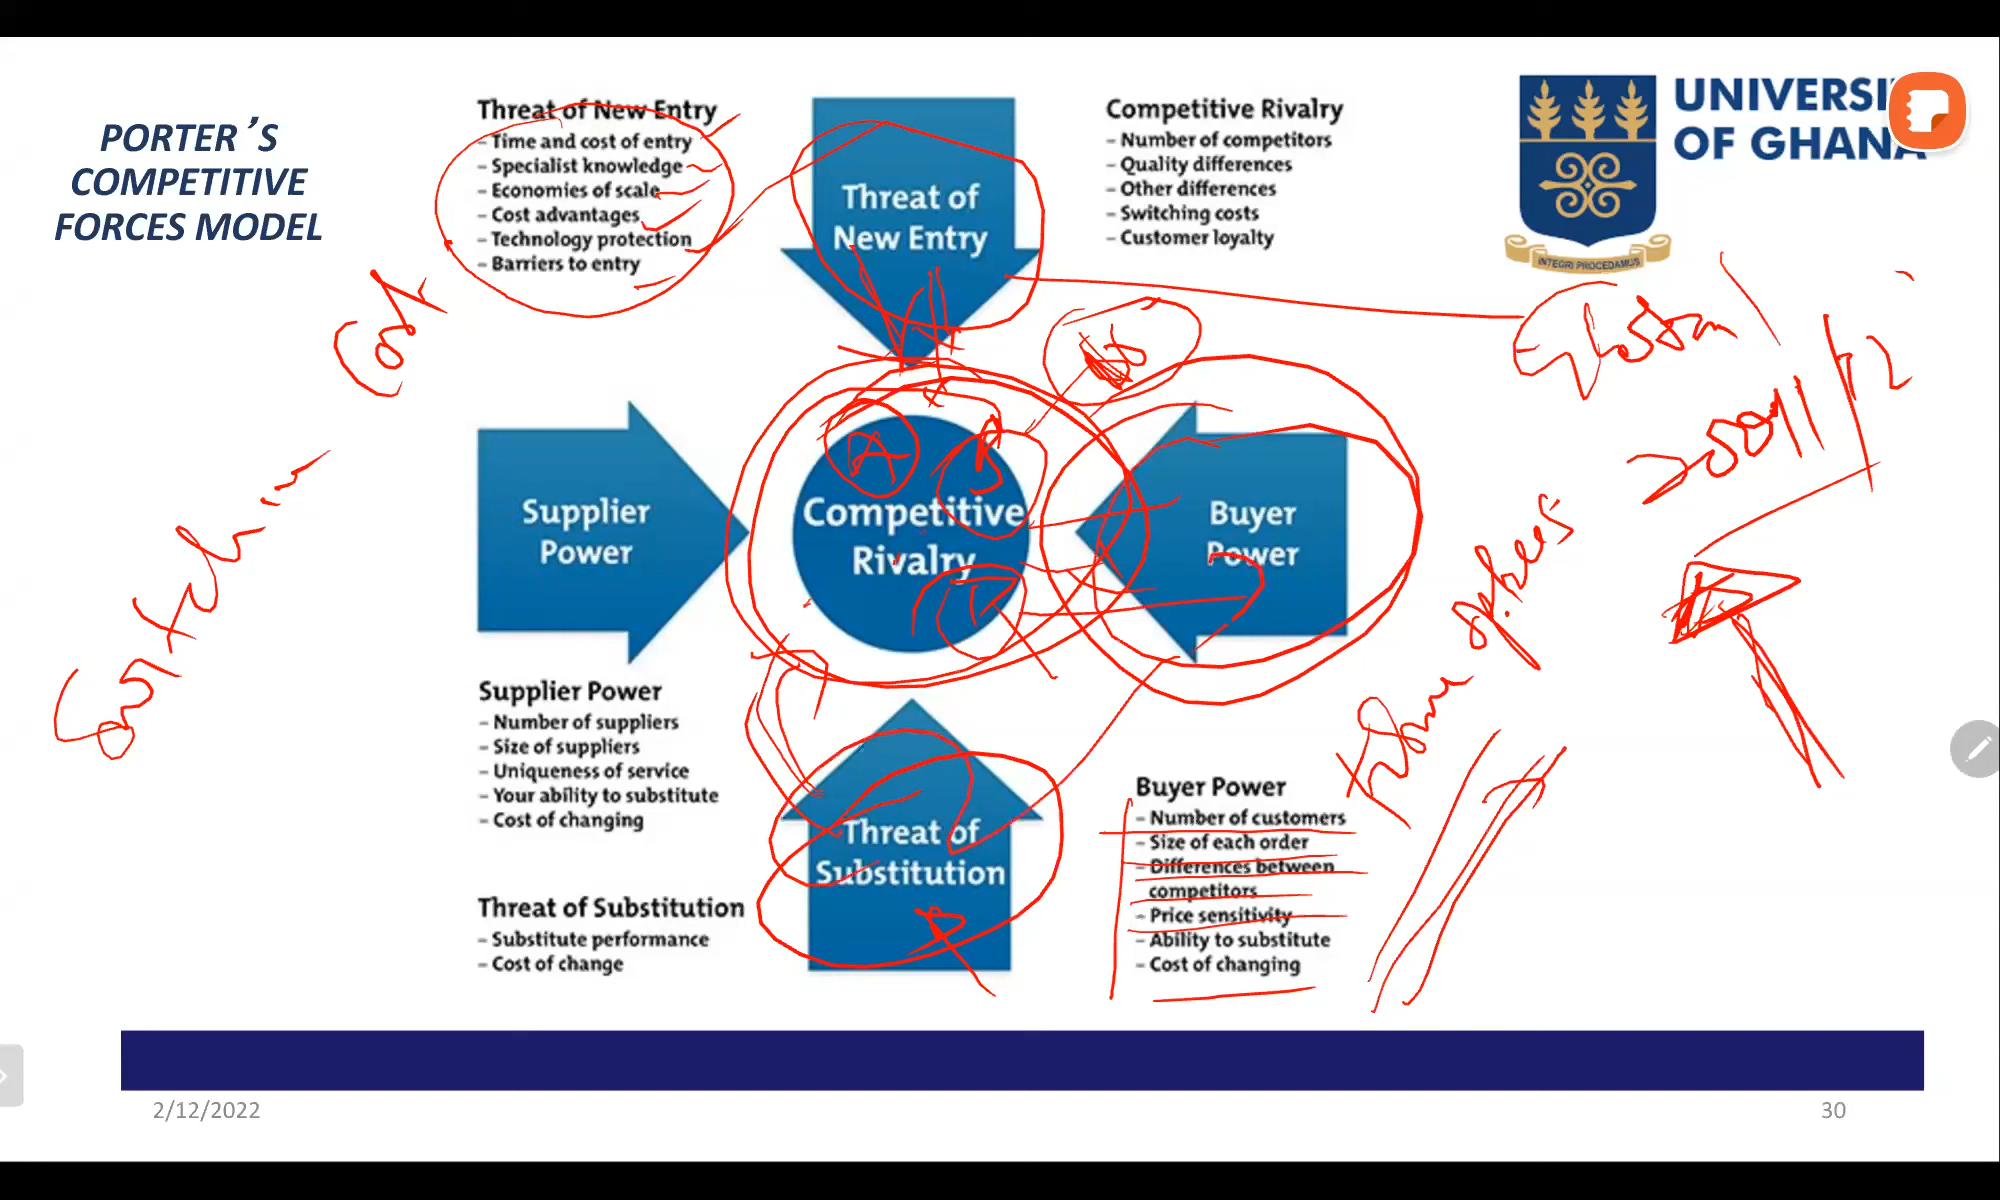 PORTER'S
COMPETITIVE
FORCES MODEL
Threat of New Entry
- Time and cost of entry
- Specialist knowledge
- Economies of scale
- Cost advantages
- Technology protection
- Barriers to entry
Threat of
New Entry
Competitive Rivalry
- Number of competitors
- Quality differences
- Other differences
- Switching costs
- Customer loyalty
UNIVERSI
OF GHANA
INTEGRI PROCEDAMUS
Cost
A
B
Supplier
Power
Competitive
Rivalry
Buyer
Power
Supplier Power
- Number of suppliers
- Size of suppliers
- Uniqueness of service
- Your ability to substitute
- Cost of changing
Threat of
Substitution
Threat of Substitution
- Substitute performance
- Cost of change
Buyer Power
- Number of customers
- Size of each order
- Differences between
competitors
- Price sensitivity
- Ability to substitute
- Cost of changing
2/12/2022
30